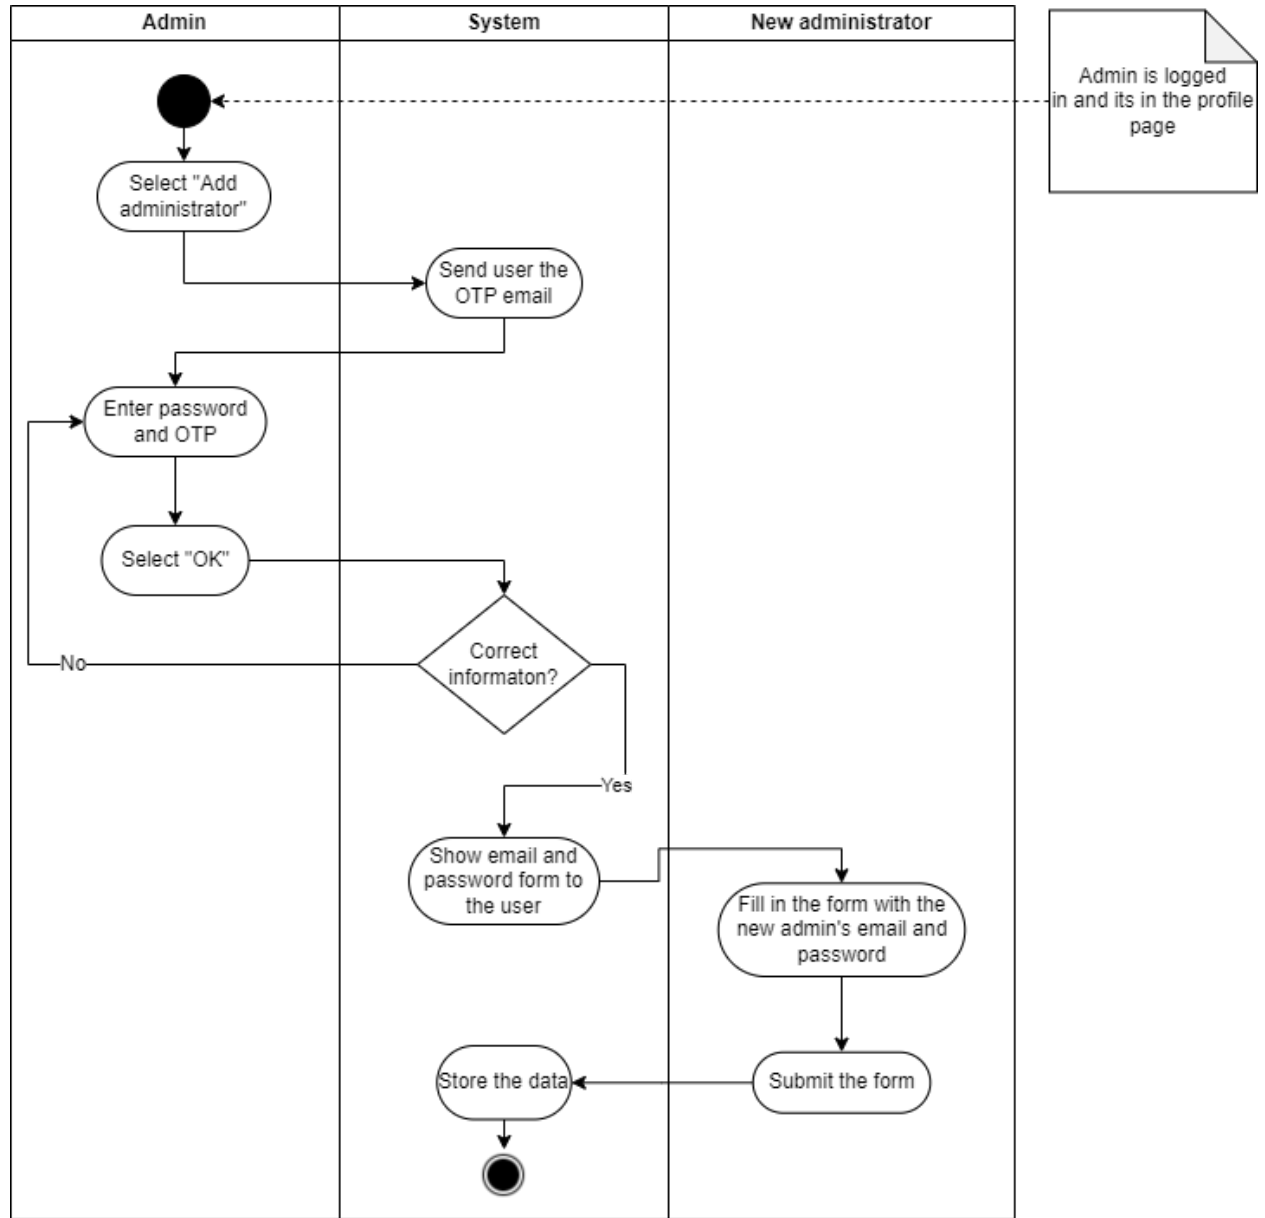 Admin
System
New administrator
Admin is logged
in and its in the profile
page
Select "Add
administrator"
Send user the
OTP email
Enter password
and OTP
Select "OK"
Correct
informaton?
No
Yes
Show email and
password form to
the user
Fill in the form with the
new admin's email and
password
Store the data
Submit the form